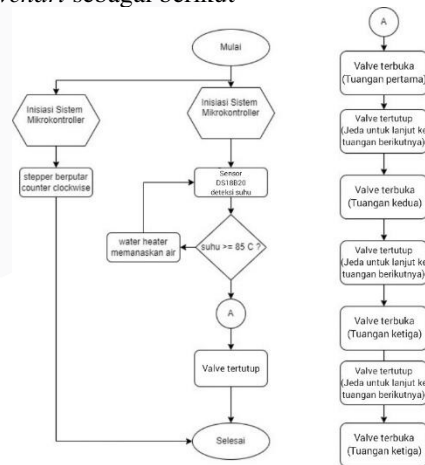 sebagai berikut
Mulai
Inisiasi Sistem
Mikrokontroller
Inisiasi Sistem
Mikrokontroller
stepper berputar
counter clockwise
Sensor
DS18B20
deteksi suhu
water heater
memanaskan air
suhu >= 85 C ?
A
Valve tertutup
Selesai
A
Valve terbuka
(Tuangan pertama)
Valve tertutup
(Jeda untuk lanjut ke
tuangan berikutnya)
Valve terbuka
(Tuangan kedua)
Valve tertutup
(Jeda untuk lanjut ke
tuangan berikutnya)
Valve terbuka
(Tuangan ketiga)
Valve tertutup
(Jeda untuk lanjut ke
tuangan berikutnya)
Valve terbuka
(Tuangan ketiga)